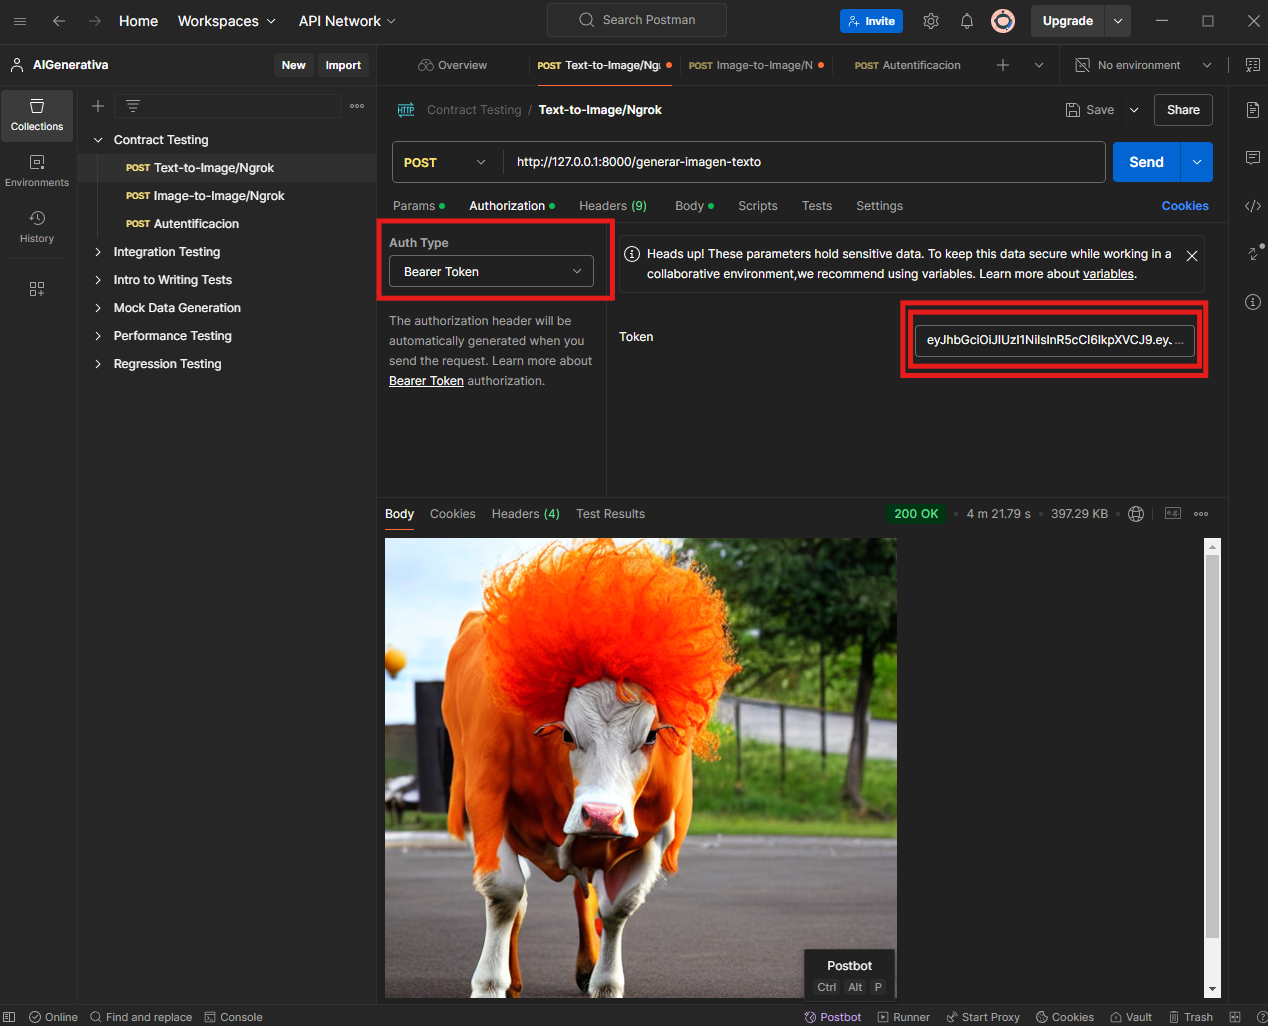 Home
Workspaces
API Network
Search Postman
Invite
Upgrade
AIGenerativa
New
Import
Overview
POST Text-to-Image/Ng
POST Image-to-Image/N
POST Autentificacion
No environment
Collections
Environments
History
Contract Testing
POST Text-to-Image/Ngrok
POST Image-to-Image/Ngrok
POST Autentificacion
Integration Testing
Intro to Writing Tests
Mock Data Generation
Performance Testing
Regression Testing
HTTP
Contract Testing / Text-to-Image/Ngrok
Save
Share
POST
http://127.0.0.1:8000/generar-imagen-texto
Send
Params
Authorization
Headers (9)
Body
Scripts
Tests
Settings
Cookies
Auth Type
Bearer Token
The authorization header will be
automatically generated when you
send the request. Learn more about
Bearer Token authorization.
Heads up! These parameters hold sensitive data. To keep this data secure while working in a
collaborative environment,we recommend using variables. Learn more about variables.
Token
Body
Cookies
Headers (4)
Test Results
200 OK
4 m 21.79 s
397.29 KB
e.g.
Postbot
Ctrl Alt P
Online
Find and replace
Console
Postbot
Runner
Start Proxy
Cookies
Vault
Trash